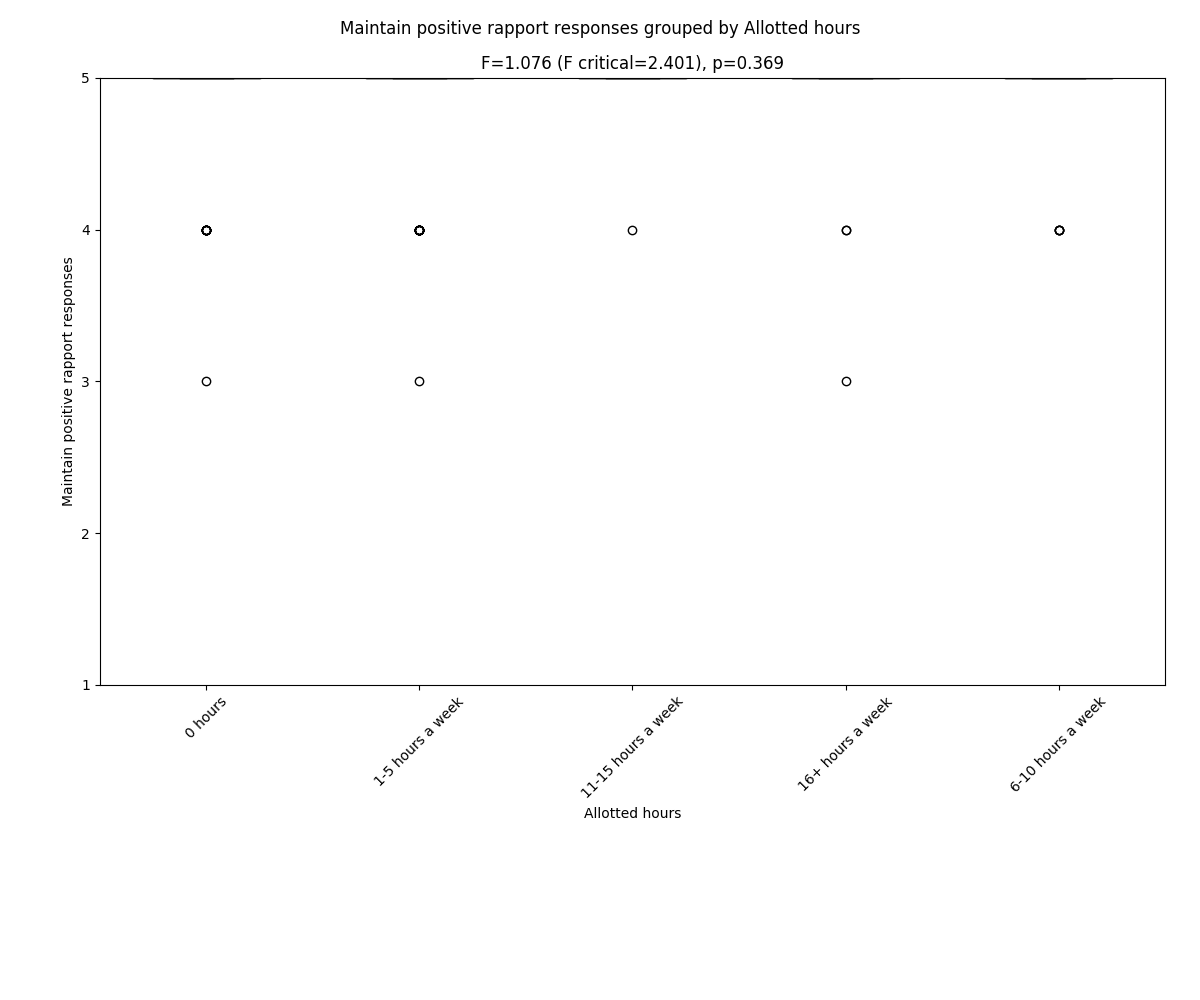 Maintain positive rapport responses grouped by Allotted hours
F=1.076 (F critical=2.401), p=0.369
5
4
3
2
1
Maintain positive rapport responses
0 hours
1-5 hours a week
11-15 hours a week
16+ hours a week
6-10 hours a week
Allotted hours